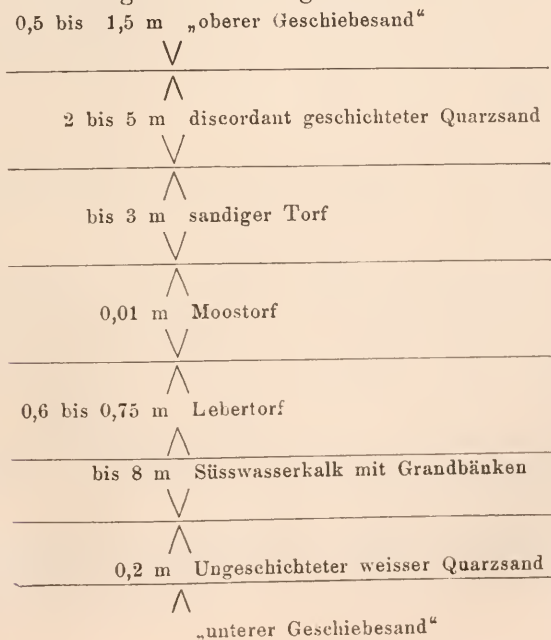 0,5 bis 1,5 m „oberer Geschiebesand“
2 bis 5 m discordant geschichteter Quarzsand
bis 3 m sandiger Torf
0,01 m Moostorf
0,6 bis 0,75 m Lebertorf
bis 8 m Süsswasserkalk mit Grandbänken
0,2 m Ungeschichteter weisser Quarzsand
„unterer Geschiebesand“